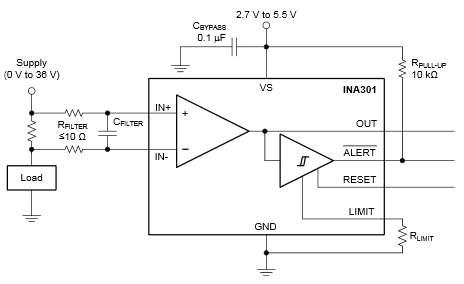 2.7 V to 5.5 V
CBYPASS
0.1 μF
Supply
(0 V to 36 V)
RPULL-UP
10 kΩ
VS
INA301
IN+
CFILTER
RFILTER
≤10 Ω
+
OUT
ALERT
IN-
−
RESET
Load
LIMIT
GND
RLIMIT